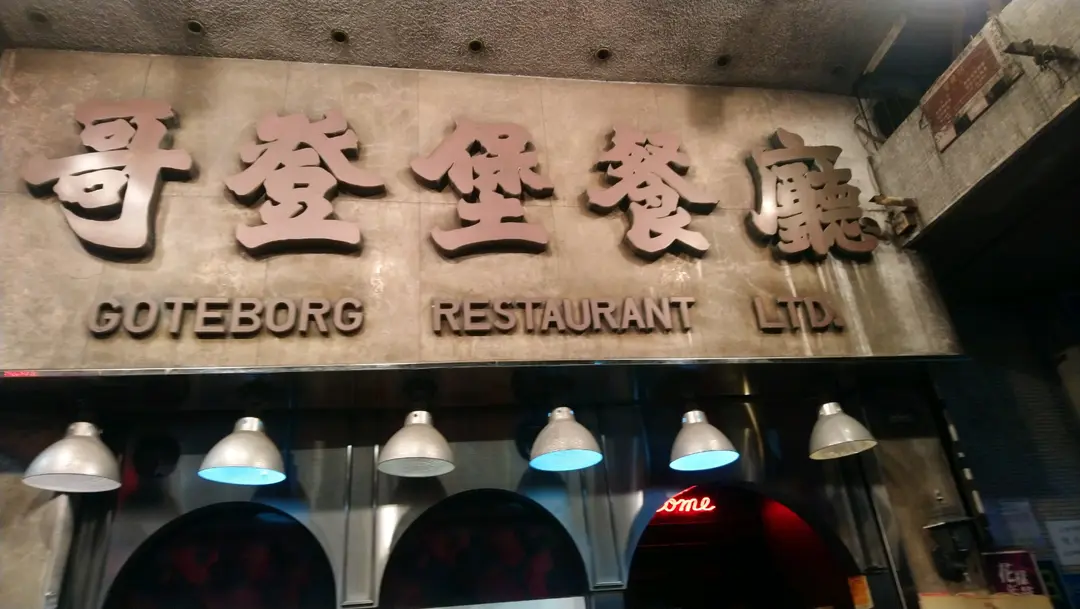 哥登堡餐廳
GOTEBORG RESTAURANT LTD.
ome